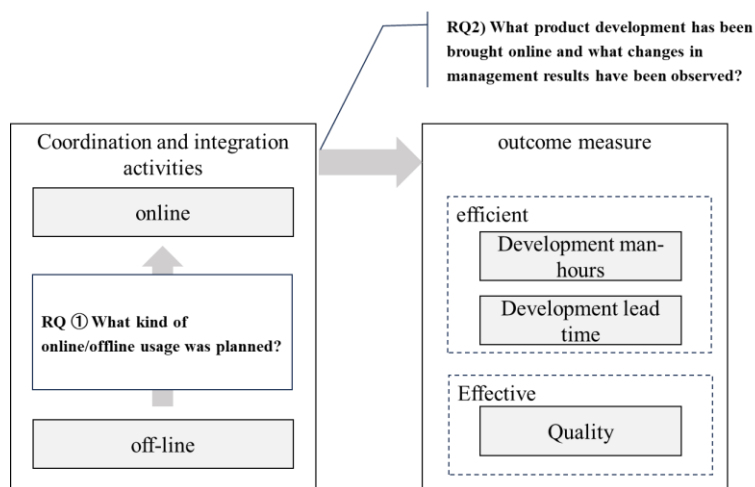 RQ2) What product development has been
brought online and what changes in
management results have been observed?
Coordination and integration
activities
online
RQ ① What kind of
online/offline usage was planned?
off-line
outcome measure
efficient
Development man-
hours
Development lead
time
Effective
Quality